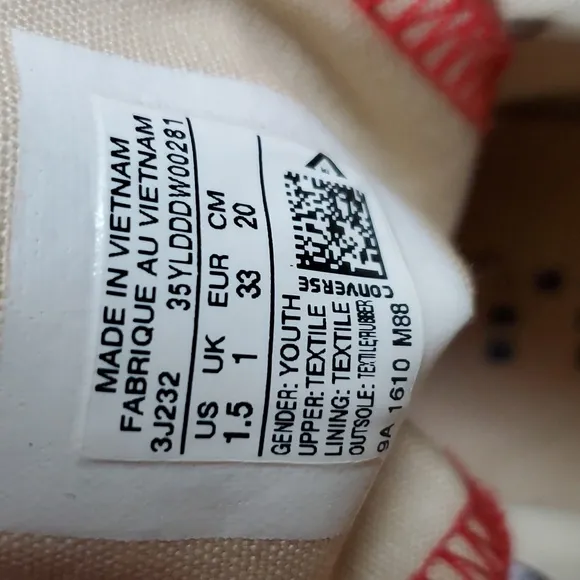 MADE IN VIETNAM
FABRIQUE AU VIETNAM
3J232 35YLDDDW00281
US UK EUR CM
1.5 1 33 20
GENDER: YOUTH
UPPER: TEXTILE
LINING: TEXTILE
OUTSOLE: TEXTILE/RUBBER
9A 1610 M88
CONVERSE